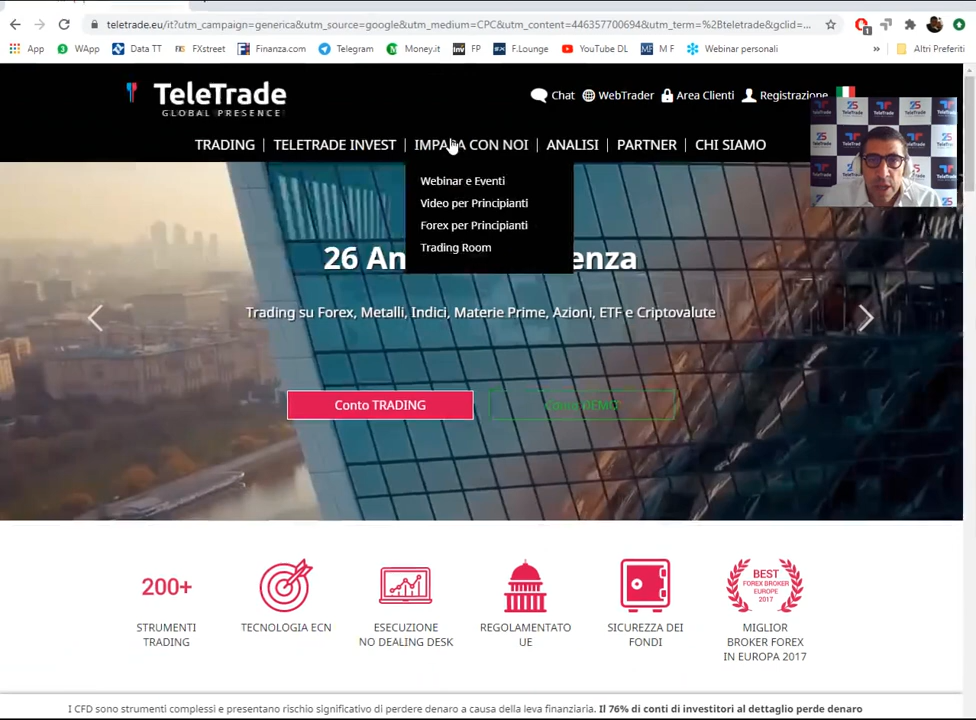 teletrade.eu/it?utm_campaign=generica&utm_source=google&utm_medium=CPC&utm_content=446357700694&utm_term=%2Bteletrade&gclid=...
1
App WApp Data TT FXstreet Finanza.com Telegram Money.it FP F.Lounge YouTube DL M F Webinar personali » Altri Preferiti
TeleTrade
GLOBAL PRESENCE
Chat WebTrader Area Clienti Registrazione
TRADING TELETRADE INVEST IMPARA CON NOI ANALISI PARTNER CHI SIAMO
Webinar e Eventi
Video per Principianti
Forex per Principianti
Trading Room
26 An enza
Trading su Forex, Metalli, Indici, Materie Prime, Azioni, ETF e Criptovalute
Conto TRADING
Conto DEMO
200+
STRUMENTI
TRADING
TECNOLOGIA ECN
ESECUZIONE
NO DEALING DESK
REGOLAMENTATO
UE
SICUREZZA DEI
FONDI
BEST
FOREX BROKER
EUROPE
2017
MIGLIOR
BROKER FOREX
IN EUROPA 2017
I CFD sono strumenti complessi e presentano rischio significativo di perdere denaro a causa della leva finanziaria. Il 76% di conti di investitori al dettaglio perde denaro